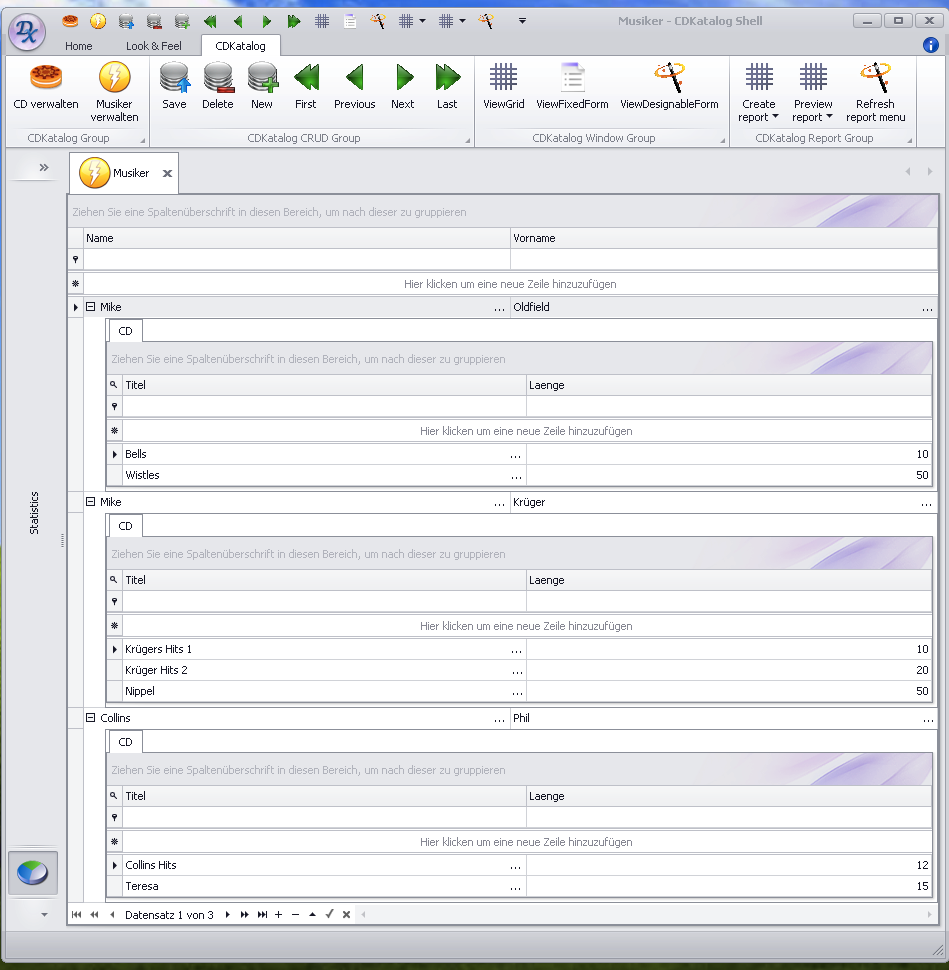 Musiker - CDKatalog Shell
Home Look & Feel CDKatalog
CD verwalten Musiker verwalten Save Delete New First Previous Next Last ViewGrid ViewFixedForm ViewDesignableForm Create report Preview report Refresh report menu
CDKatalog Group CDKatalog CRUD Group CDKatalog Window Group CDKatalog Report Group
Musiker
Statistics
Ziehen Sie eine Spaltenüberschrift in diesen Bereich, um nach dieser zu gruppieren
Name Vorname
Hier klicken um eine neue Zeile hinzuzufügen
Mike ... Oldfield ...
CD
Ziehen Sie eine Spaltenüberschrift in diesen Bereich, um nach dieser zu gruppieren
Titel Laenge
Hier klicken um eine neue Zeile hinzuzufügen
Bells ... 10
Wistles ... 50
Mike ... Krüger ...
CD
Ziehen Sie eine Spaltenüberschrift in diesen Bereich, um nach dieser zu gruppieren
Titel Laenge
Hier klicken um eine neue Zeile hinzuzufügen
Krügers Hits 1 ... 10
Krüger Hits 2 ... 20
Nippel ... 50
Collins ... Phil ...
CD
Ziehen Sie eine Spaltenüberschrift in diesen Bereich, um nach dieser zu gruppieren
Titel Laenge
Hier klicken um eine neue Zeile hinzuzufügen
Collins Hits ... 12
Teresa ... 15
Datensatz 1 von 3